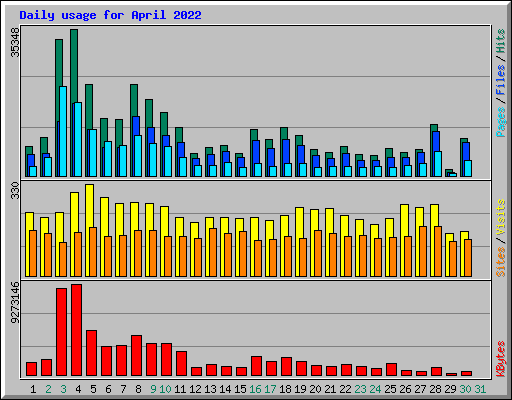 Daily usage for April 2022
35348
Pages / Files / Hits
330
Sites / Visits
9273146
KBytes
1 2 3 4 5 6 7 8 9 10 11 12 13 14 15 16 17 18 19 20 21 22 23 24 25 26 27 28 29 30 31